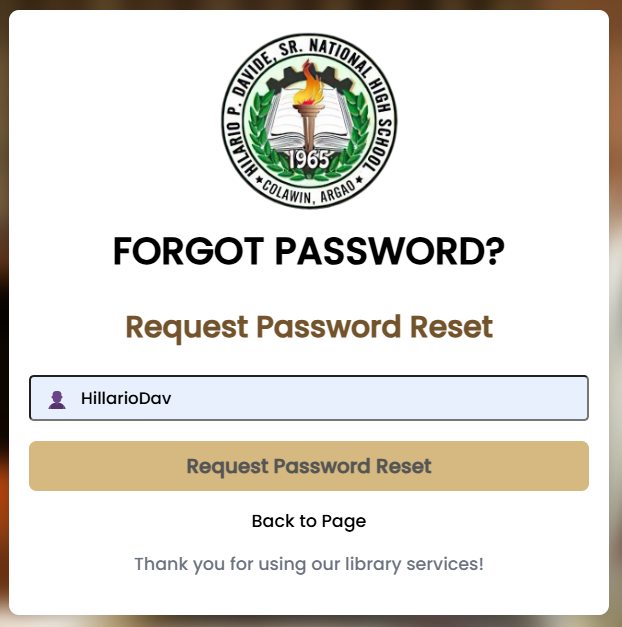 HILARIO P. DAVIDE, SR. NATIONAL HIGH SCHOOL
1965
COLAWIN, ARGAO
FORGOT PASSWORD?
Request Password Reset
HillarioDav
Request Password Reset
Back to Page
Thank you for using our library services!